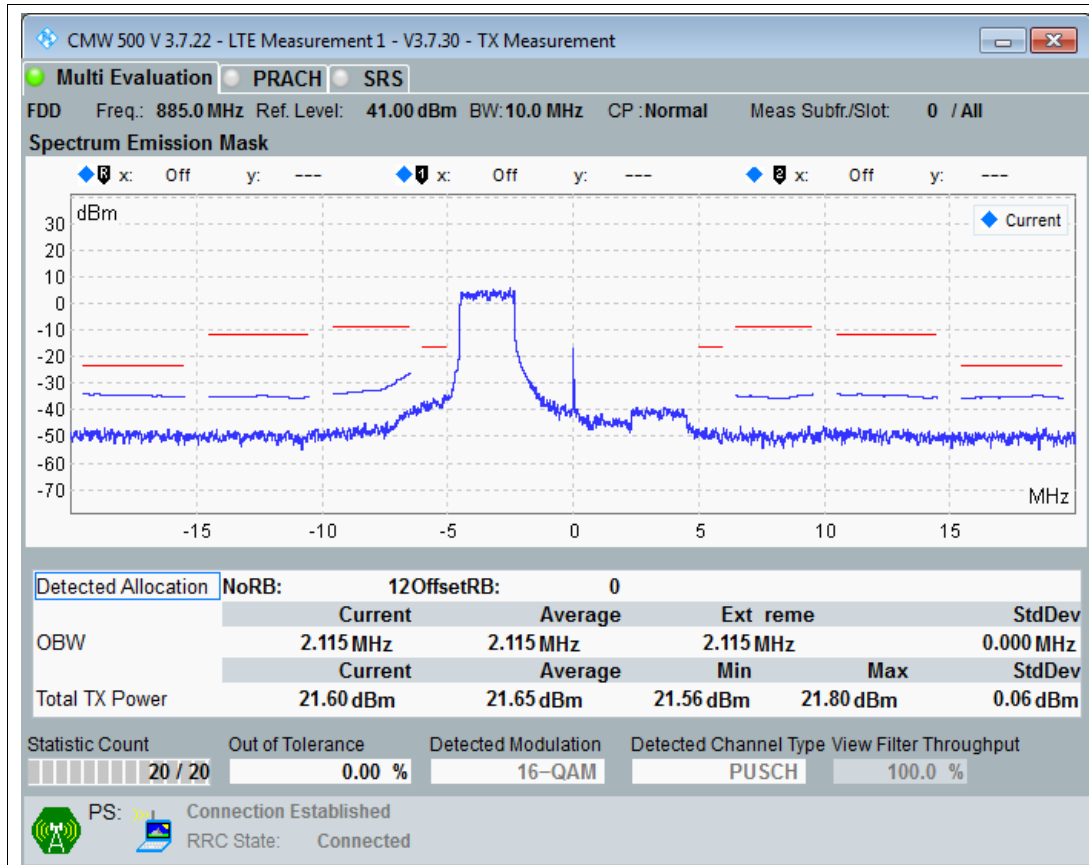 CMW 500 V 3.7.22 - LTE Measurement 1 - V3.7.30 - TX Measurement
Multi Evaluation PRACH SRS
FDD Freq.: 885.0 MHz Ref. Level: 41.00 dBm BW: 10.0 MHz CP : Normal Meas Subfr./Slot: 0 / All
Spectrum Emission Mask
R x: Off y: --- 1 x: Off y: --- 2 x: Off y: ---
dBm
Current
30
20
10
0
-10
-20
-30
-40
-50
-60
-70
MHz
-15 -10 -5 0 5 10 15
Detected Allocation NoRB: 12 OffsetRB: 0
Current Average Ext reme StdDev
OBW 2.115 MHz 2.115 MHz 2.115 MHz 0.000 MHz
Current Average Min Max StdDev
Total TX Power 21.60 dBm 21.65 dBm 21.56 dBm 21.80 dBm 0.06 dBm
Statistic Count Out of Tolerance Detected Modulation Detected Channel Type View Filter Throughput
20 / 20 0.00 % 16-QAM PUSCH 100.0 %
PS: Connection Established
RRC State: Connected